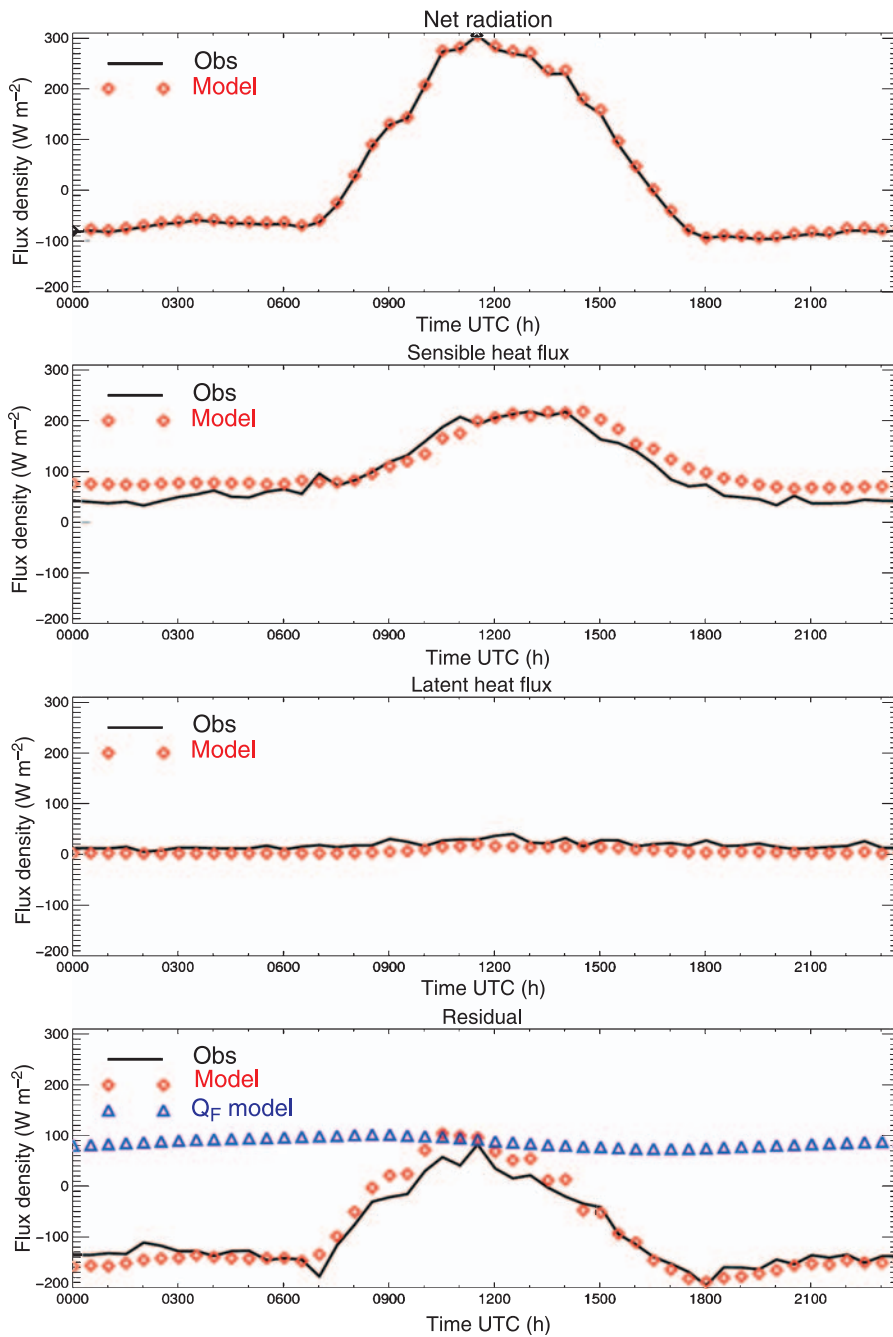 Net radiation
300
Obs
200
Model
100
0
−100
−200
Flux density (W m−2)
0000 0300 0600 0900 1200 1500 1800 2100
Time UTC (h)
Sensible heat flux
300
Obs
200
Model
100
0
−100
−200
Flux density (W m−2)
0000 0300 0600 0900 1200 1500 1800 2100
Time UTC (h)
Latent heat flux
300
Obs
200
Model
100
0
−100
−200
Flux density (W m−2)
0000 0300 0600 0900 1200 1500 1800 2100
Time UTC (h)
Residual
300
Obs
200
Model
QF model
100
0
−100
−200
Flux density (W m−2)
0000 0300 0600 0900 1200 1500 1800 2100
Time UTC (h)